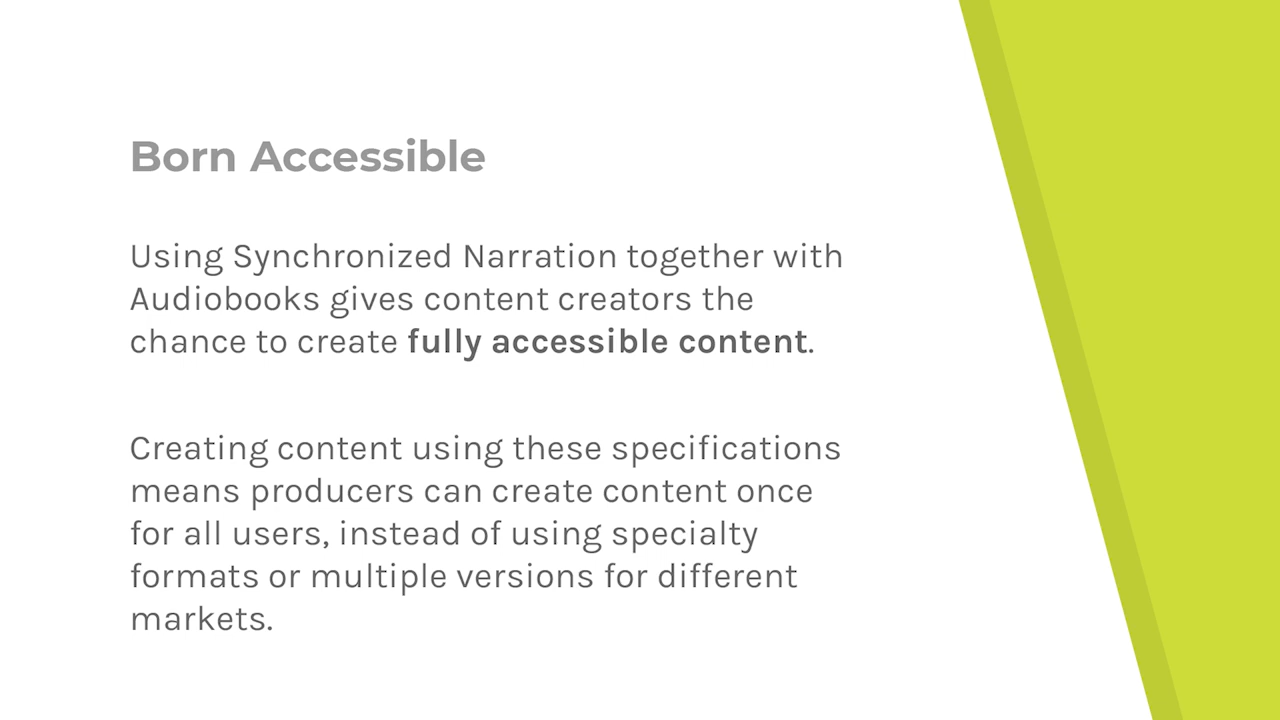 Born Accessible
Using Synchronized Narration together with
Audiobooks gives content creators the
chance to create fully accessible content.
Creating content using these specifications
means producers can create content once
for all users, instead of using specialty
formats or multiple versions for different
markets.